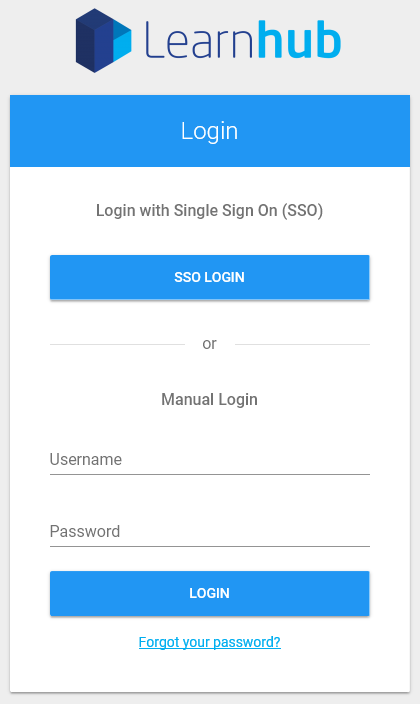 Learnhub
Login
Login with Single Sign On (SSO)
SSO LOGIN
or
Manual Login
Username
Password
LOGIN
Forgot your password?